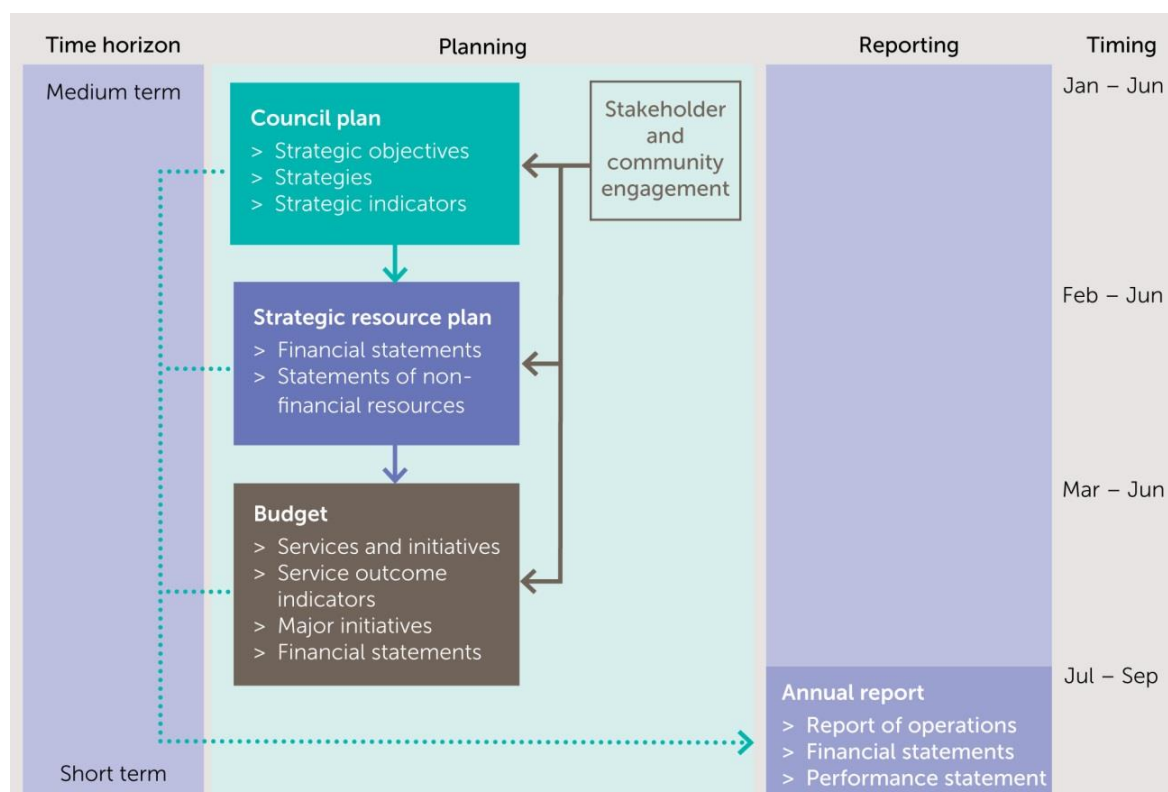 Time horizon
Planning
Reporting
Timing
Medium term
Council plan
> Strategic objectives
> Strategies
> Strategic indicators
Stakeholder
and
community
engagement
Jan – Jun
Strategic resource plan
> Financial statements
> Statements of non-
financial resources
Feb – Jun
Budget
> Services and initiatives
> Service outcome
indicators
> Major initiatives
> Financial statements
Mar – Jun
Annual report
> Report of operations
> Financial statements
> Performance statement
Jul – Sep
Short term